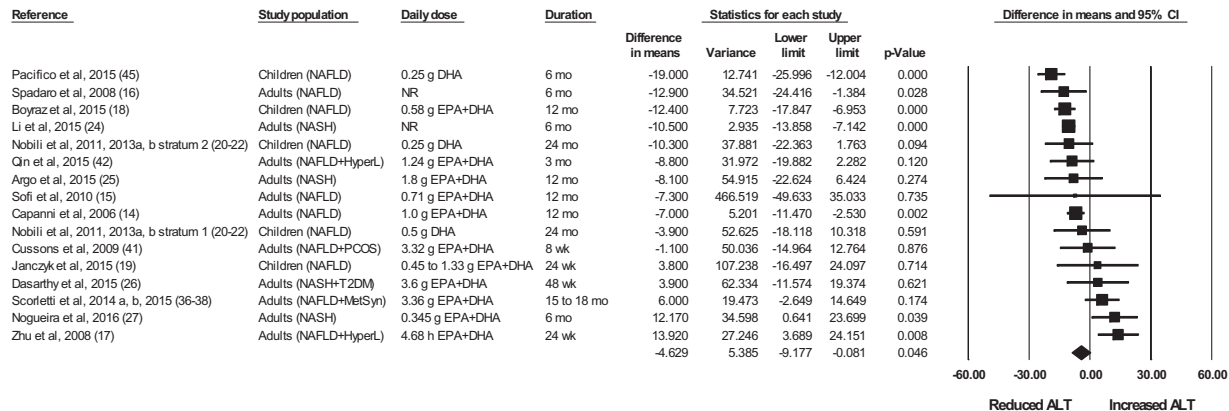 Reference Study population Daily dose Duration Statistics for each study Difference in means and 95% CI
Difference in means Variance Lower limit Upper limit p-Value
Pacifico et al, 2015 (45) Children (NAFLD) 0.25 g DHA 6 mo -19.000 12.741 -25.996 -12.004 0.000
Spadaro et al, 2008 (16) Adults (NAFLD) NR 6 mo -12.900 34.521 -24.416 -1.384 0.028
Boyraz et al, 2015 (18) Children (NAFLD) 0.58 g EPA+DHA 12 mo -12.400 7.723 -17.847 -6.953 0.000
Li et al, 2015 (24) Adults (NASH) NR 6 mo -10.500 2.935 -13.858 -7.142 0.000
Nobili et al, 2011, 2013a, b stratum 2 (20-22) Children (NAFLD) 0.25 g DHA 24 mo -10.300 37.881 -22.363 1.763 0.094
Qin et al, 2015 (42) Adults (NAFLD+HyperL) 1.24 g EPA+DHA 3 mo -8.800 31.972 -19.882 2.282 0.120
Argo et al, 2015 (25) Adults (NASH) 1.8 g EPA+DHA 12 mo -8.100 54.915 -22.624 6.424 0.274
Sofi et al, 2010 (15) Adults (NAFLD) 0.71 g EPA+DHA 12 mo -7.300 466.519 -49.633 35.033 0.735
Capanni et al, 2006 (14) Adults (NAFLD) 1.0 g EPA+DHA 12 mo -7.000 5.201 -11.470 -2.530 0.002
Nobili et al, 2011, 2013a, b stratum 1 (20-22) Children (NAFLD) 0.5 g DHA 24 mo -3.900 52.625 -18.118 10.318 0.591
Cussons et al, 2009 (41) Adults (NAFLD+PCOS) 3.32 g EPA+DHA 8 wk -1.100 50.036 -14.964 12.764 0.876
Janczyk et al, 2015 (19) Children (NAFLD) 0.45 to 1.33 g EPA+DHA 24 wk 3.800 107.238 -16.497 24.097 0.714
Dasarthy et al, 2015 (26) Adults (NASH+T2DM) 3.6 g EPA+DHA 48 wk 3.900 62.334 -11.574 19.374 0.621
Scorletti et al, 2014 a, b, 2015 (36-38) Adults (NAFLD+MetSyn) 3.36 g EPA+DHA 15 to 18 mo 6.000 19.473 -2.649 14.649 0.174
Nogueira et al, 2016 (27) Adults (NASH) 0.345 g EPA+DHA 6 mo 12.170 34.598 0.641 23.699 0.039
Zhu et al, 2008 (17) Adults (NAFLD+HyperL) 4.68 h EPA+DHA 24 wk 13.920 27.246 3.689 24.151 0.008
-4.629 5.385 -9.177 -0.081 0.046
-60.00 -30.00 0.00 30.00 60.00
Reduced ALT Increased ALT